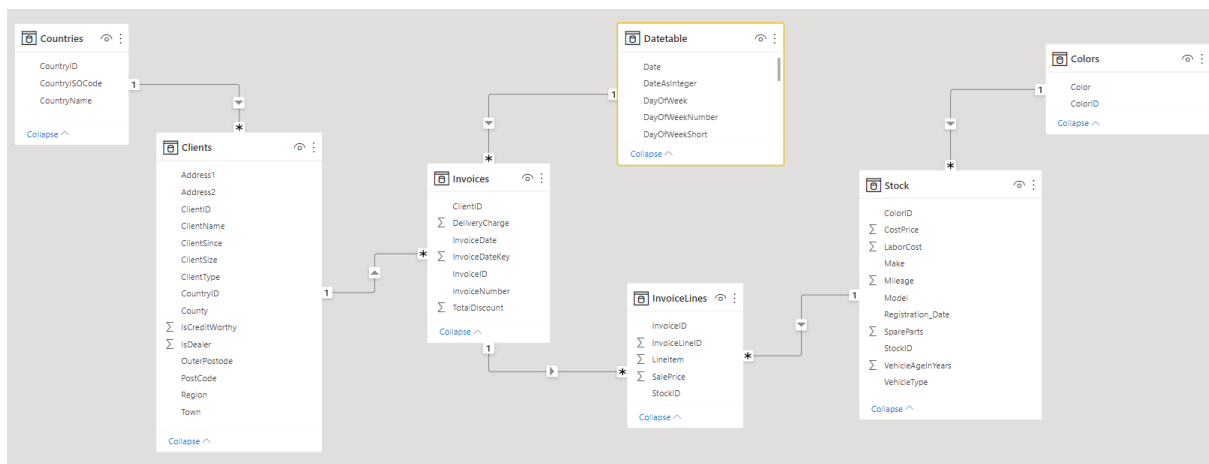 Countries
CountryID
CountryISOCode
CountryName
Collapse
1
*
Clients
Address1
Address2
ClientID
ClientName
ClientSince
ClientSize
ClientType
CountryID
County
IsCreditWorthy
IsDealer
OuterPostode
PostCode
Region
Town
Collapse
1
*
Invoices
ClientID
DeliveryCharge
InvoiceDate
InvoiceDateKey
InvoiceID
InvoiceNumber
TotalDiscount
Collapse
1
*
Datetable
Date
DateAsInteger
DayOfWeek
DayOfWeekNumber
DayOfWeekShort
Collapse
1
*
InvoiceLines
InvoiceID
InvoiceLineID
LineItem
SalePrice
StockID
Collapse
*
1
Stock
ColorID
CostPrice
LaborCost
Make
Mileage
Model
Registration_Date
SpareParts
StockID
VehicleAgeInYears
VehicleType
Collapse
*
1
Colors
Color
ColorID
Collapse